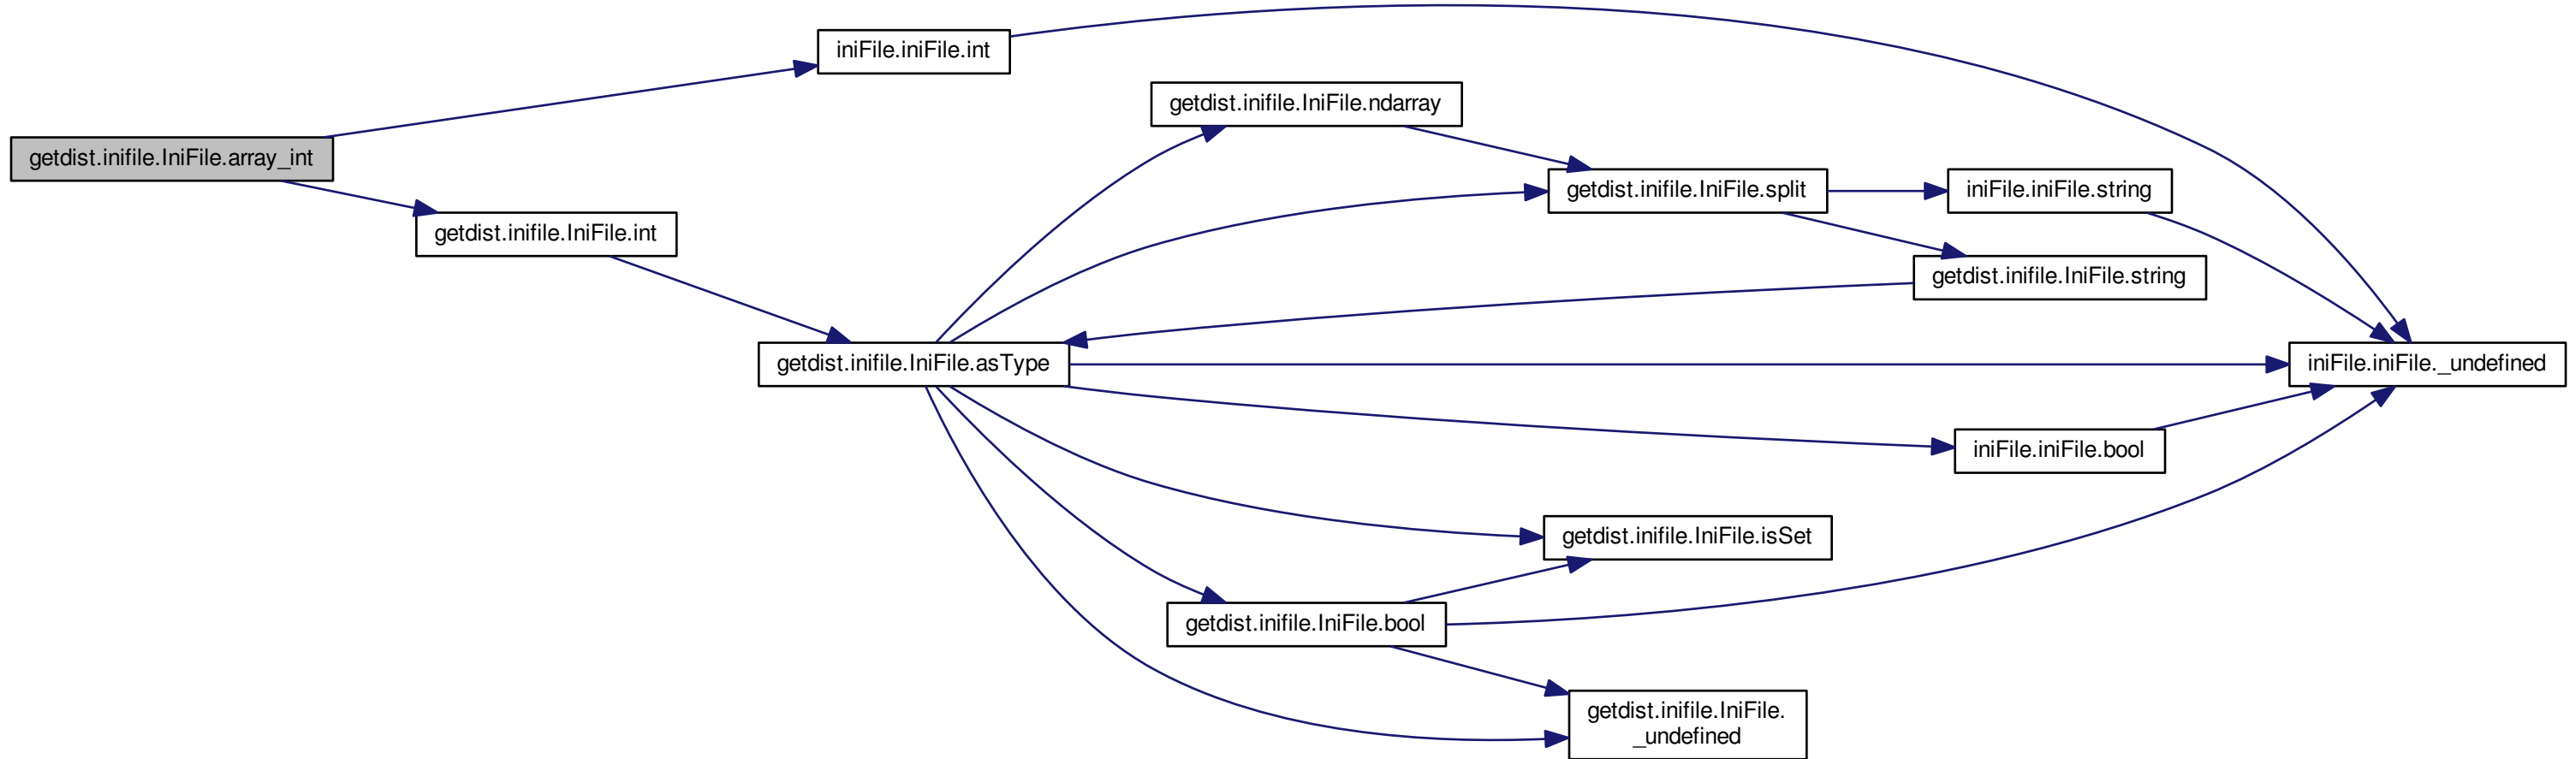 iniFile.iniFile.int
getdist.inifile.IniFile.ndarray
getdist.inifile.IniFile.array_int
getdist.inifile.IniFile.split
iniFile.iniFile.string
getdist.inifile.IniFile.int
getdist.inifile.IniFile.string
getdist.inifile.IniFile.asType
iniFile.iniFile._undefined
iniFile.iniFile.bool
getdist.inifile.IniFile.isSet
getdist.inifile.IniFile.bool
getdist.inifile.IniFile.
_undefined